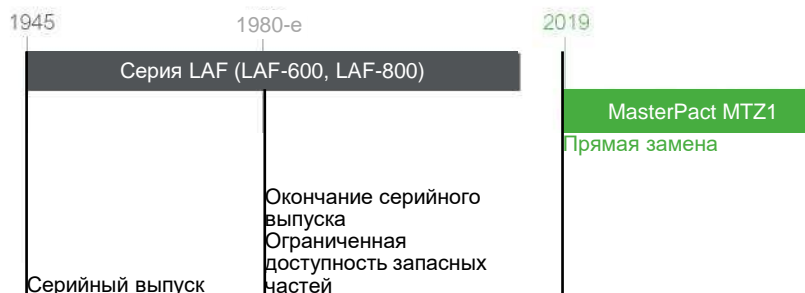 1945
1980-е
2019
Серия LAF (LAF-600, LAF-800)
MasterPact MTZ1
Прямая замена
Окончание серийного
выпуска
Ограниченная
доступность запасных
частей
Серийный выпуск